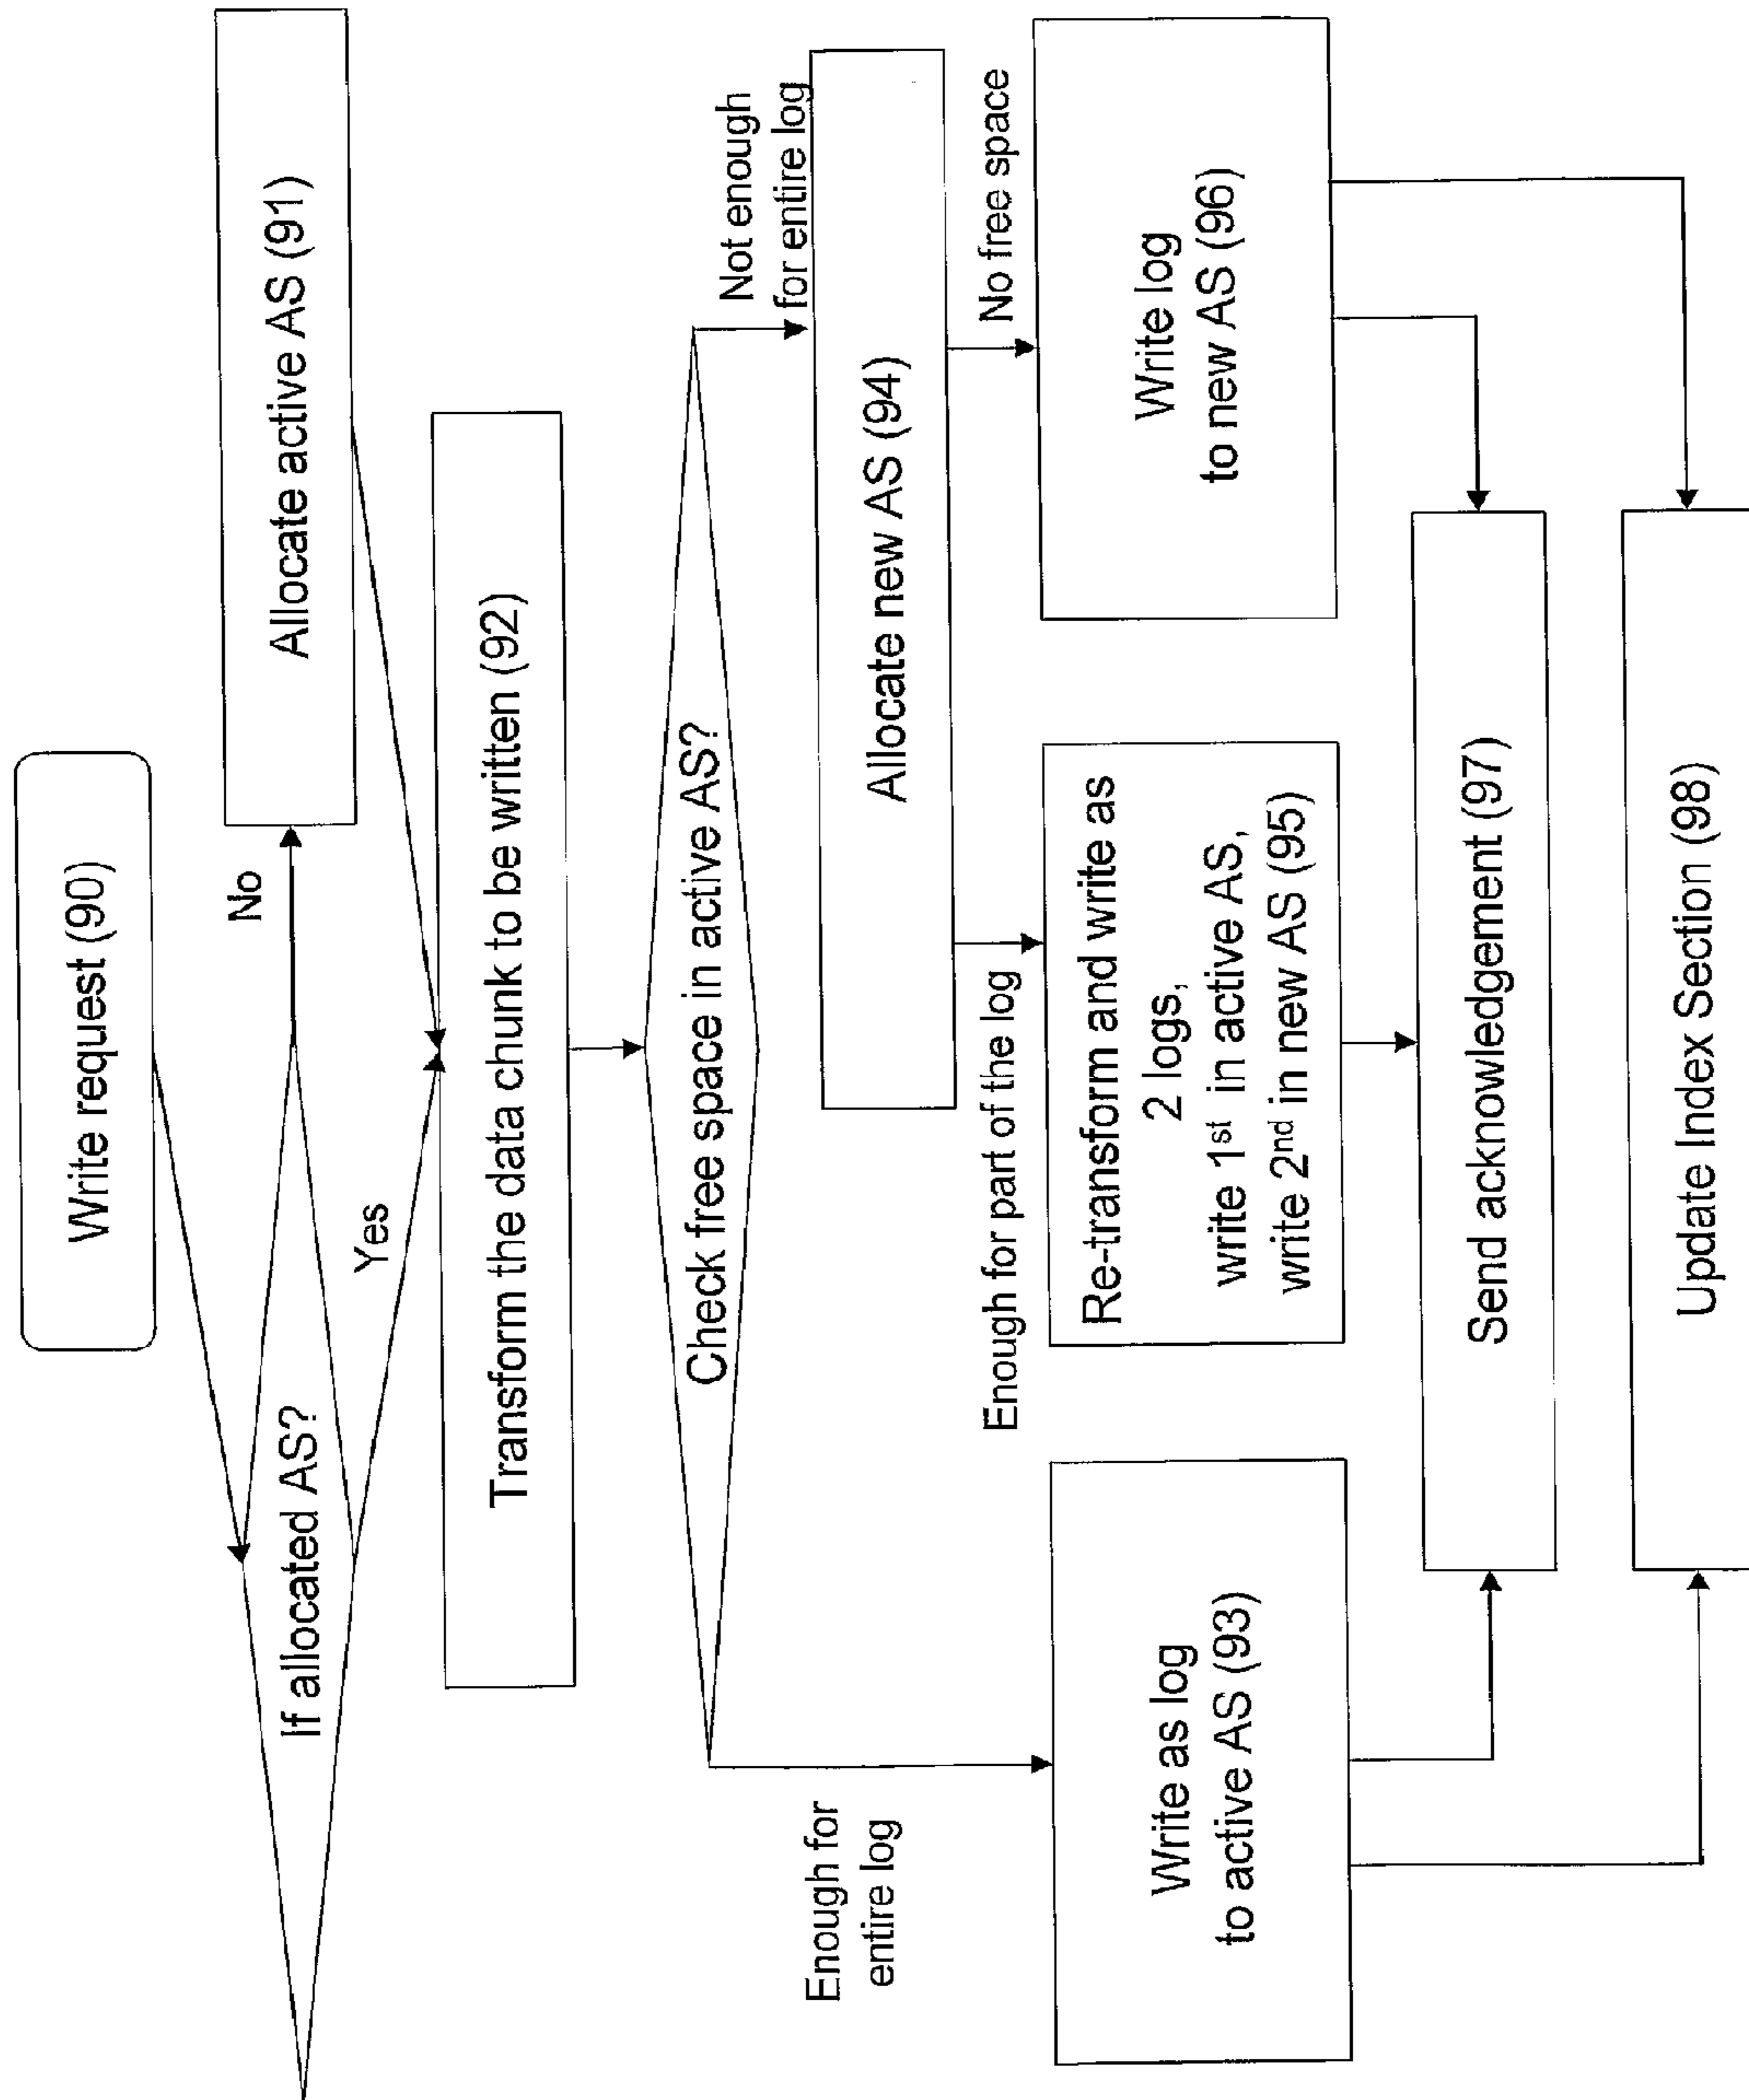 Write request (90)
If allocated AS?
No
Allocate active AS (91)
Yes
Transform the data chunk to be written (92)
Check free space in active AS?
Enough for
entire log
Not enough
for entire log
Allocate new AS (94)
Enough for part of the log
No free space
Write as log
to active AS (93)
Re-transform and write as
2 logs,
write 1st in active AS,
write 2nd in new AS (95)
Write log
to new AS (96)
Send acknowledgement (97)
Update Index Section (98)